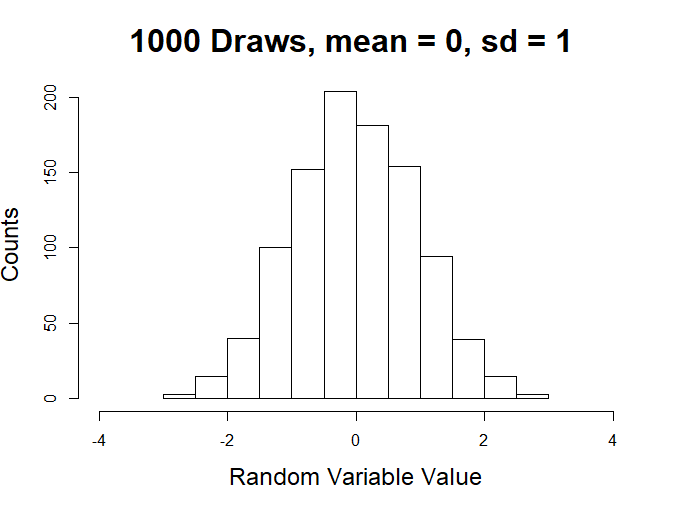 1000 Draws, mean = 0, sd = 1
Counts
200
150
100
50
0
-4 -2 0 2 4
Random Variable Value